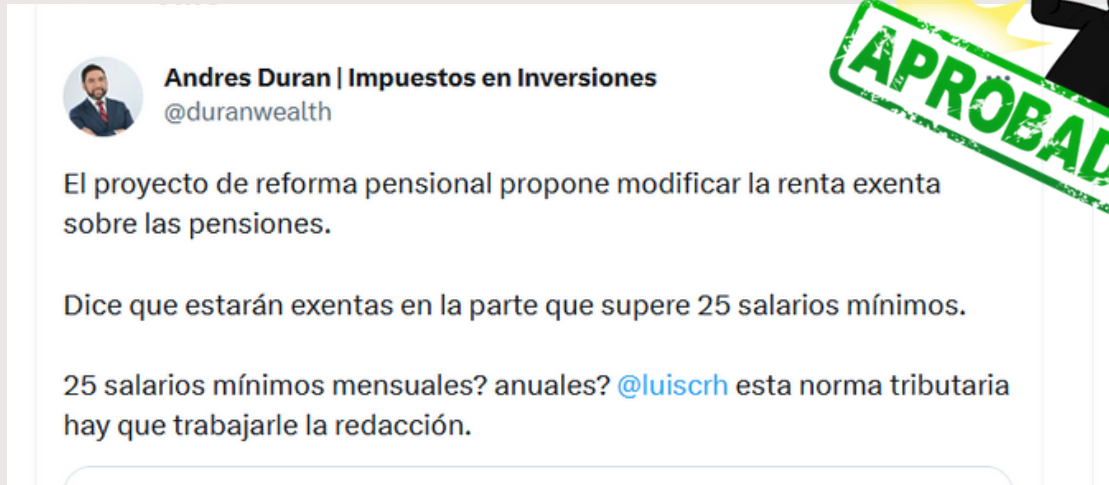 Andres Duran | Impuestos en Inversiones
@duranwealth
APROBAD
El proyecto de reforma pensional propone modificar la renta exenta
sobre las pensiones.
Dice que estarán exentas en la parte que supere 25 salarios mínimos.
25 salarios mínimos mensuales? anuales? @luiscrh esta norma tributaria
hay que trabajarle la redacción.